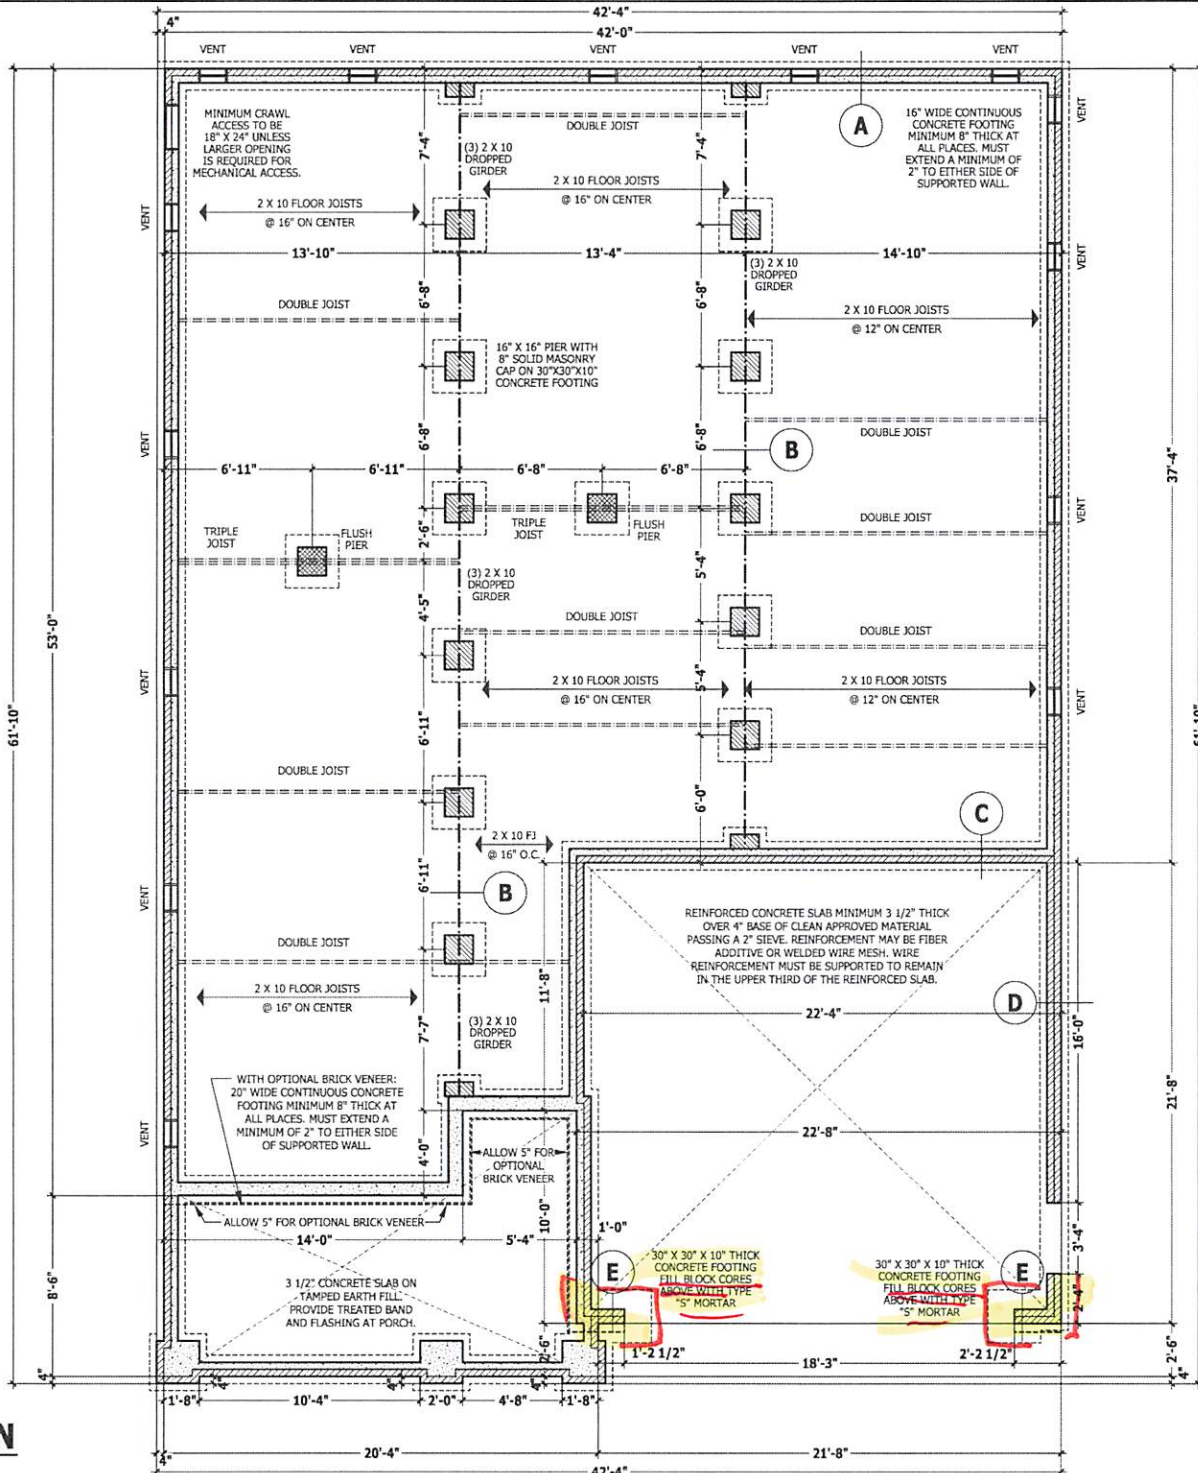 42'-4"
4"
42'-0"
VENT
VENT
VENT
VENT
VENT
MINIMUM CRAWL
ACCESS TO BE
18" X 24" UNLESS
LARGER OPENING
IS REQUIRED FOR
MECHANICAL ACCESS.
7'-4"
(3) 2 X 10
DROPPED
GIRDER
DOUBLE JOIST
7'-4"
A
16" WIDE CONTINUOUS
CONCRETE FOOTING
MINIMUM 8" THICK AT
ALL PLACES. MUST
EXTEND A MINIMUM OF
2" TO EITHER SIDE OF
SUPPORTED WALL.
VENT
2 X 10 FLOOR JOISTS
@ 16" ON CENTER
2 X 10 FLOOR JOISTS
@ 16" ON CENTER
VENT
VENT
13'-10"
13'-4"
14'-10"
(3) 2 X 10
DROPPED
GIRDER
6'-8"
6'-8"
DOUBLE JOIST
2 X 10 FLOOR JOISTS
@ 12" ON CENTER
16" X 16" PIER WITH
8" SOLID MASONRY
CAP ON 30"X30"X10"
CONCRETE FOOTING
VENT
6'-8"
6'-8"
B
DOUBLE JOIST
37'-4"
6'-11"
6'-11"
6'-8"
6'-8"
VENT
TRIPLE
JOIST
FLUSH
PIER
2'-6"
TRIPLE
JOIST
FLUSH
PIER
DOUBLE JOIST
5'-4"
(3) 2 X 10
DROPPED
GIRDER
4'-5"
53'-0"
DOUBLE JOIST
DOUBLE JOIST
VENT
2 X 10 FLOOR JOISTS
@ 16" ON CENTER
5'-4"
2 X 10 FLOOR JOISTS
@ 12" ON CENTER
VENT
61'-10"
61'-10"
6'-11"
DOUBLE JOIST
6'-0"
C
2 X 10 FJ
@ 16" O.C.
6'-11"
B
VENT
REINFORCED CONCRETE SLAB MINIMUM 3 1/2" THICK
OVER 4" BASE OF CLEAN APPROVED MATERIAL
PASSING A 2" SIEVE. REINFORCEMENT MAY BE FIBER
ADDITIVE OR WELDED WIRE MESH. WIRE
REINFORCEMENT MUST BE SUPPORTED TO REMAIN
IN THE UPPER THIRD OF THE REINFORCED SLAB.
DOUBLE JOIST
11'-8"
2 X 10 FLOOR JOISTS
@ 16" ON CENTER
D
22'-4"
16'-0"
7'-7"
(3) 2 X 10
DROPPED
GIRDER
WITH OPTIONAL BRICK VENEER:
20" WIDE CONTINUOUS CONCRETE
FOOTING MINIMUM 8" THICK AT
ALL PLACES. MUST EXTEND A
MINIMUM OF 2" TO EITHER SIDE
OF SUPPORTED WALL.
VENT
21'-8"
22'-8"
4'-0"
ALLOW 5" FOR
OPTIONAL
BRICK VENEER
ALLOW 5" FOR OPTIONAL BRICK VENEER
10'-0"
1'-0"
14'-0"
5'-4"
3'-4"
8'-6"
3 1/2" CONCRETE SLAB ON
TAMPED EARTH FILL.
PROVIDE TREATED BAND
AND FLASHING AT PORCH.
E
30" X 30" X 10" THICK
CONCRETE FOOTING
FILL BLOCK CORES
ABOVE WITH TYPE
"S" MORTAR
30" X 30" X 10" THICK
CONCRETE FOOTING
FILL BLOCK CORES
ABOVE WITH TYPE
"S" MORTAR
E
2'-4"
2'-6"
1'-2 1/2"
18'-3"
2'-2 1/2"
2'-6"
4"
4"
4"
4"
4"
1'-8"
10'-4"
2'-0"
4'-8"
1'-8"
N
4"
20'-4"
21'-8"
42'-4"